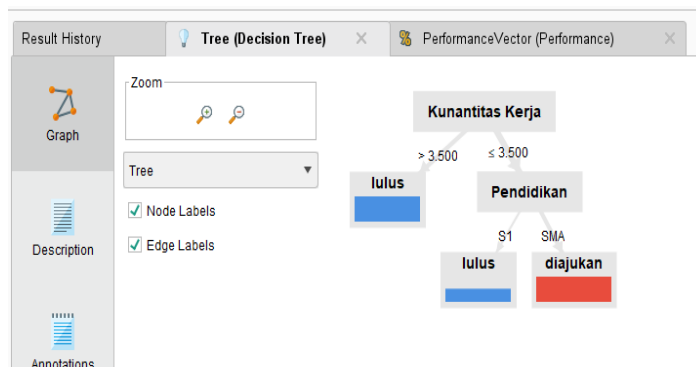 Result History
Tree (Decision Tree)
PerformanceVector (Performance)
Graph
Description
Annotations
Zoom
Tree
Node Labels
Edge Labels
Kunantitas Kerja
> 3.500
≤ 3.500
lulus
Pendidikan
S1
SMA
lulus
diajukan